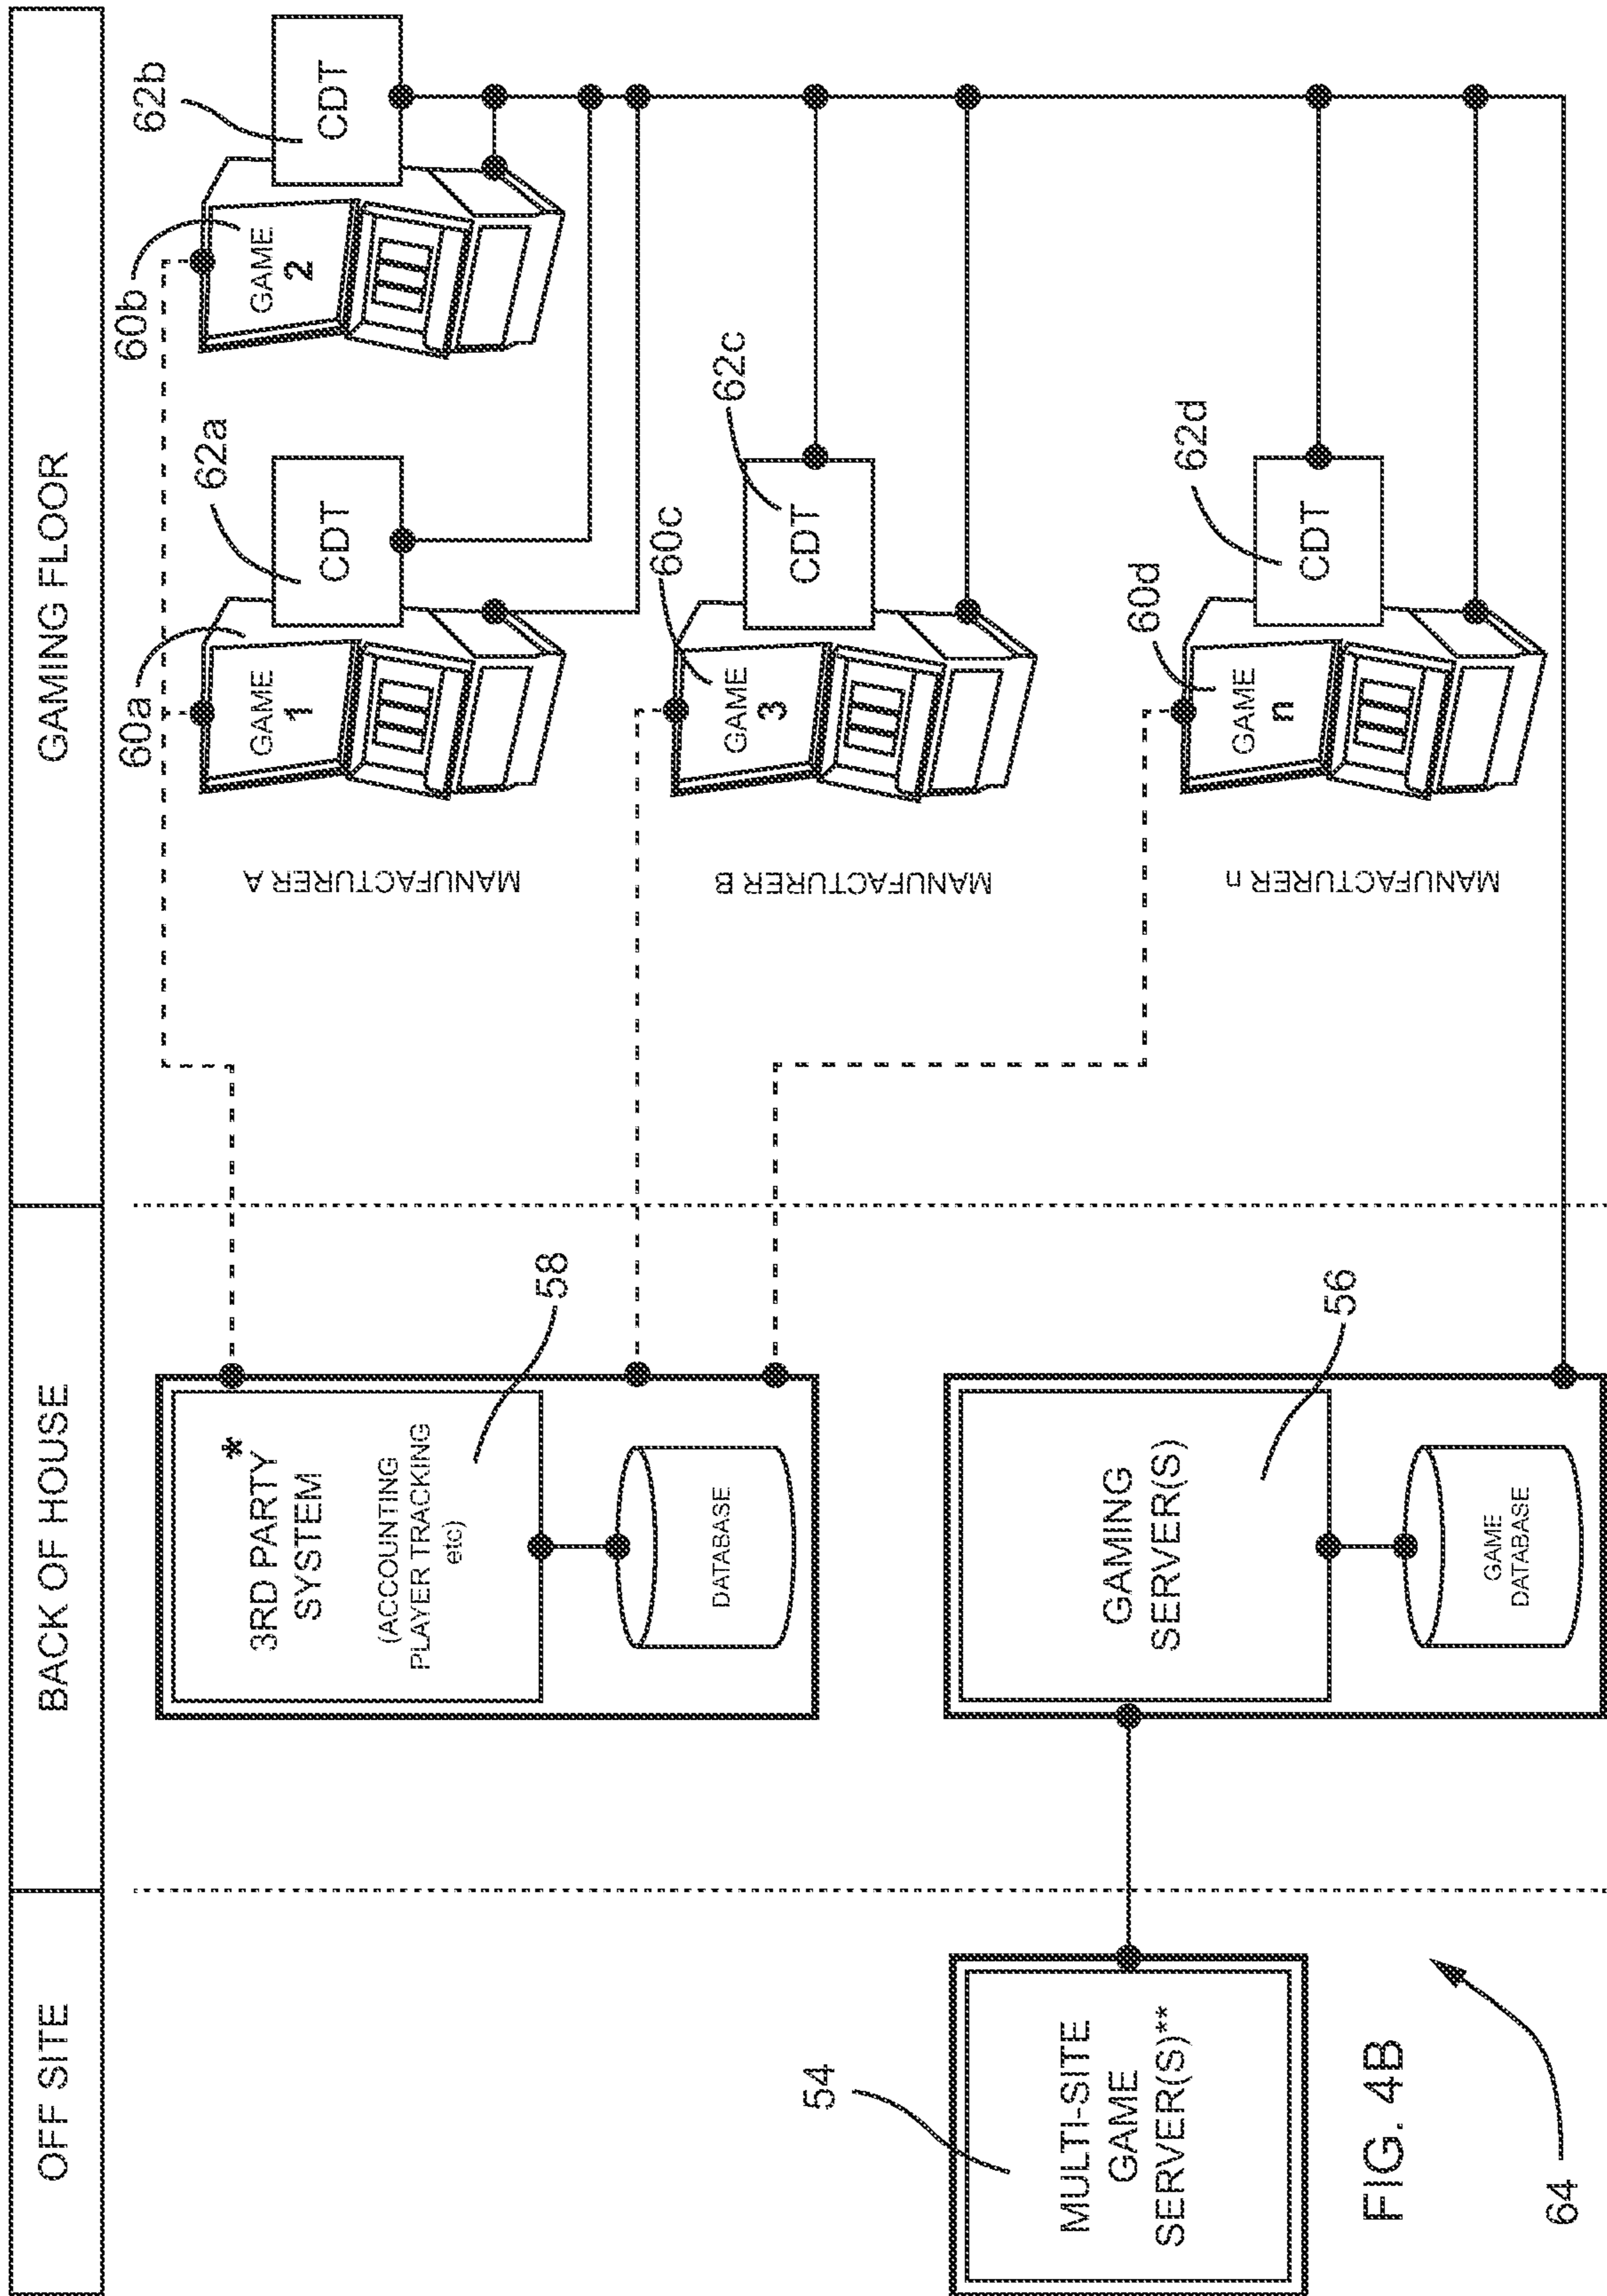 OFF SITE
BACK OF HOUSE
GAMING FLOOR
3RD PARTY*
SYSTEM
(ACCOUNTING
PLAYER TRACKING
etc)
58
DATABASE
GAMING
SERVER(S)
56
GAME
DATABASE
54
MULTI-SITE
GAME
SERVER(S)**
MANUFACTURER A
60a
GAME
1
62a
CDT
60b
GAME
2
62b
CDT
MANUFACTURER B
60c
GAME
3
62c
CDT
MANUFACTURER n
60d
GAME
n
62d
CDT
FIG. 4B
64